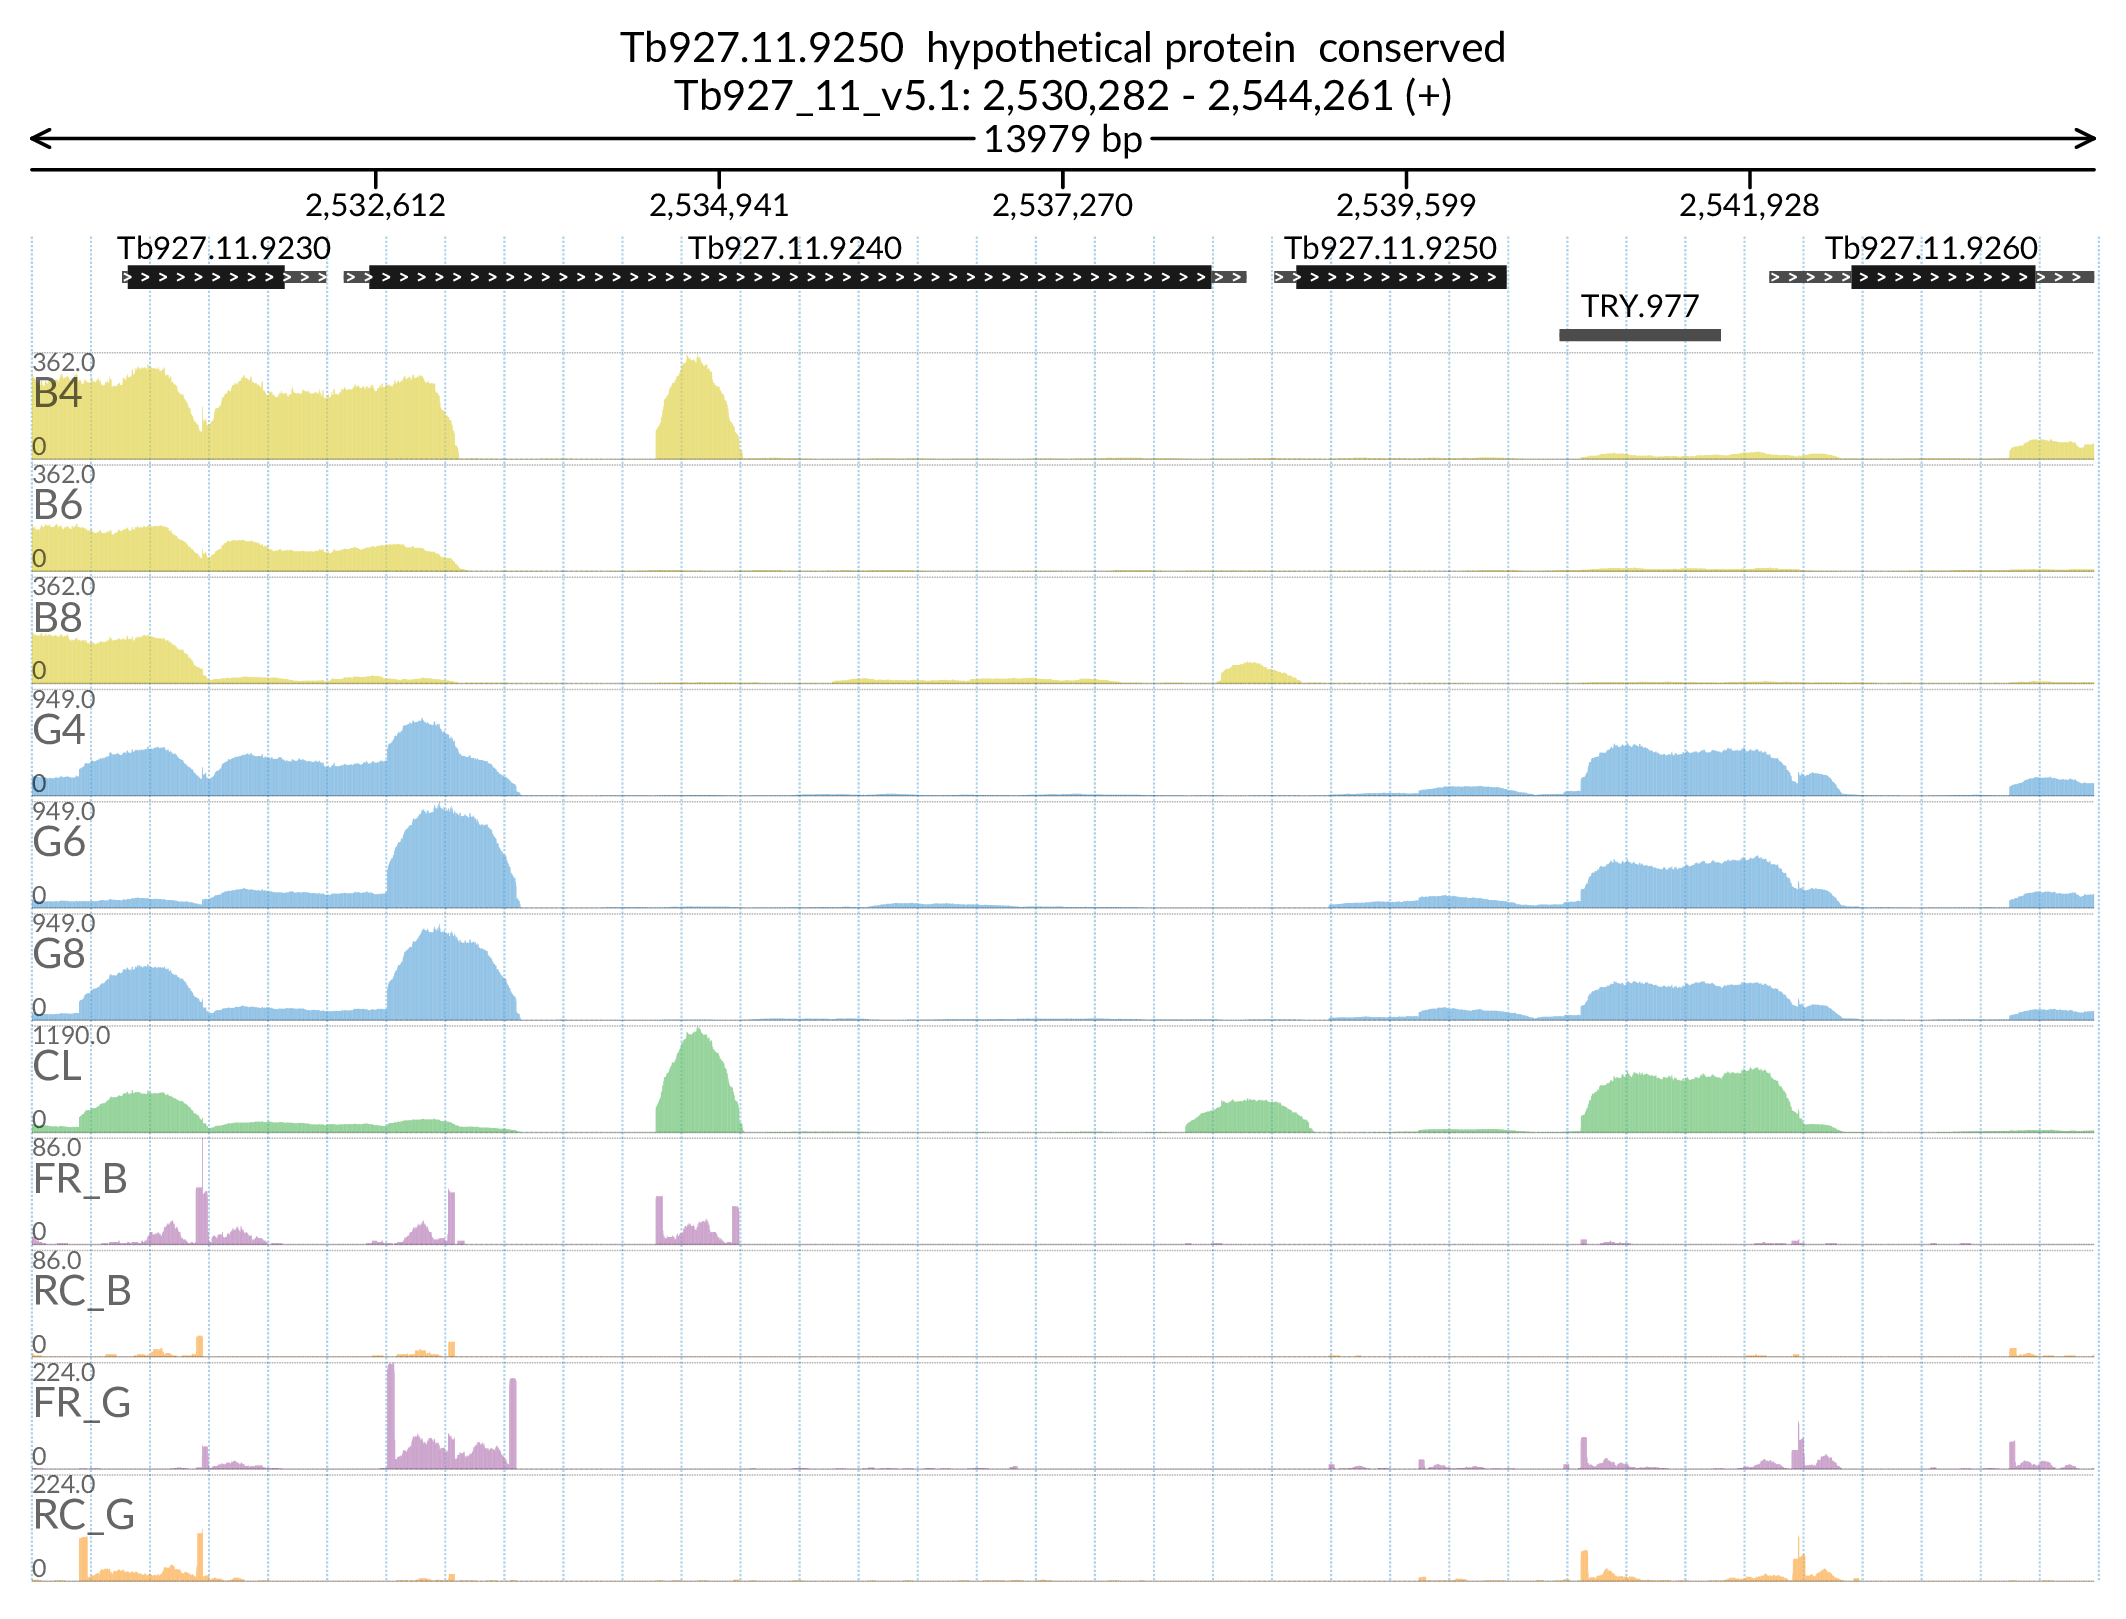 Tb927.11.9250  hypothetical protein  conserved
Tb927_11_v5.1: 2,530,282 - 2,544,261 (+)
13979 bp
2,532,612 2,534,941 2,537,270 2,539,599 2,541,928
Tb927.11.9230 Tb927.11.9240 Tb927.11.9250 Tb927.11.9260
TRY.977
362.0
B4
0
362.0
B6
0
362.0
B8
0
949.0
G4
0
949.0
G6
0
949.0
G8
0
1190.0
CL
0
86.0
FR_B
0
86.0
RC_B
0
224.0
FR_G
0
224.0
RC_G
0